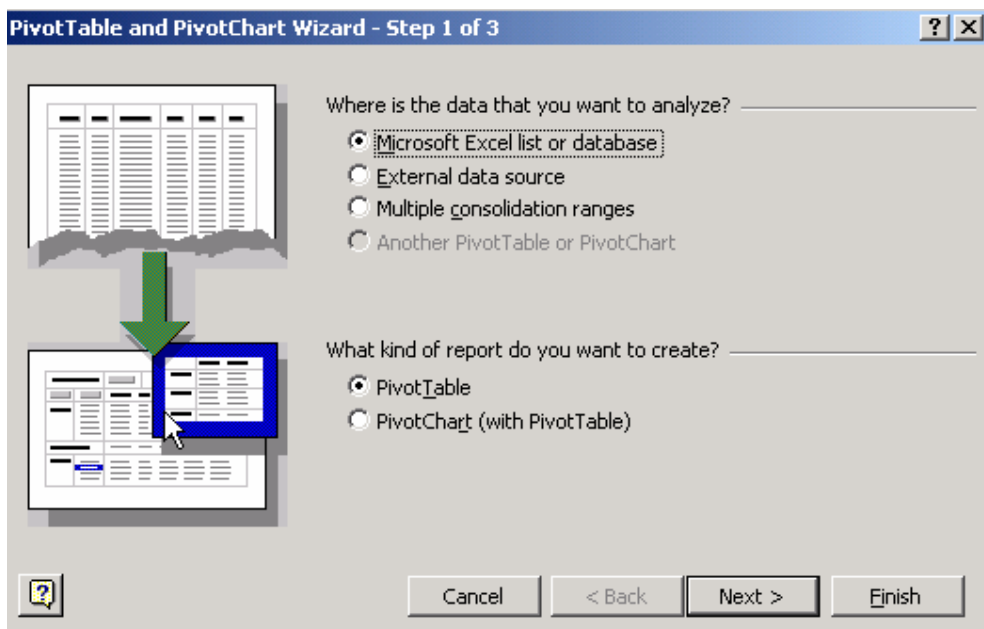 PivotTable and PivotChart Wizard - Step 1 of 3
Where is the data that you want to analyze?
Microsoft Excel list or database
External data source
Multiple consolidation ranges
Another PivotTable or PivotChart
What kind of report do you want to create?
PivotTable
PivotChart (with PivotTable)
Cancel < Back Next > Finish